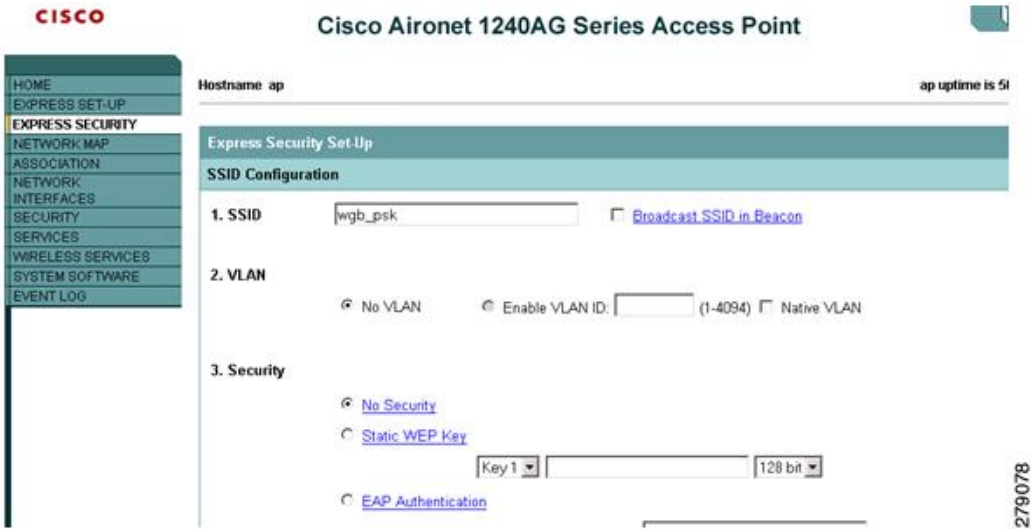 CISCO
Cisco Aironet 1240AG Series Access Point
HOME
EXPRESS SET-UP
EXPRESS SECURITY
NETWORK MAP
ASSOCIATION
NETWORK
INTERFACES
SECURITY
SERVICES
WIRELESS SERVICES
SYSTEM SOFTWARE
EVENT LOG
Hostname ap
ap uptime is
Express Security Set-Up
SSID Configuration
1. SSID wgb_psk Broadcast SSID in Beacon
2. VLAN
No VLAN Enable VLAN ID: (1-4094) Native VLAN
3. Security
No Security
Static WEP Key
Key 1 128 bit
EAP Authentication
279078